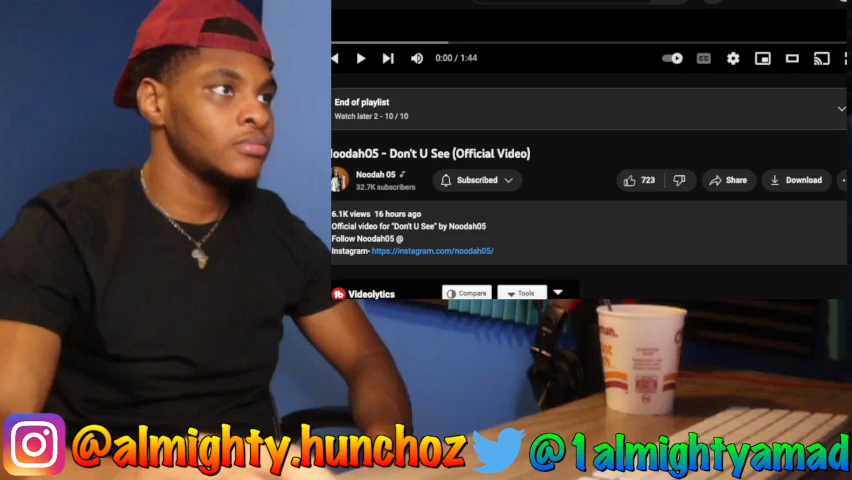 0:00 / 1:44
End of playlist
Watch later 2 - 10 / 10
Noodah05 - Don't U See (Official Video)
Noodah 05
32.7K subscribers
Subscribed
723
Share
Download
6.1K views 16 hours ago
Official video for "Don't U See" by Noodah05
Follow Noodah05 @
Instagram- https://instagram.com/noodah05/
tb Videolytics
Compare
Tools
@almighty.hunchoz
@1almightyamad